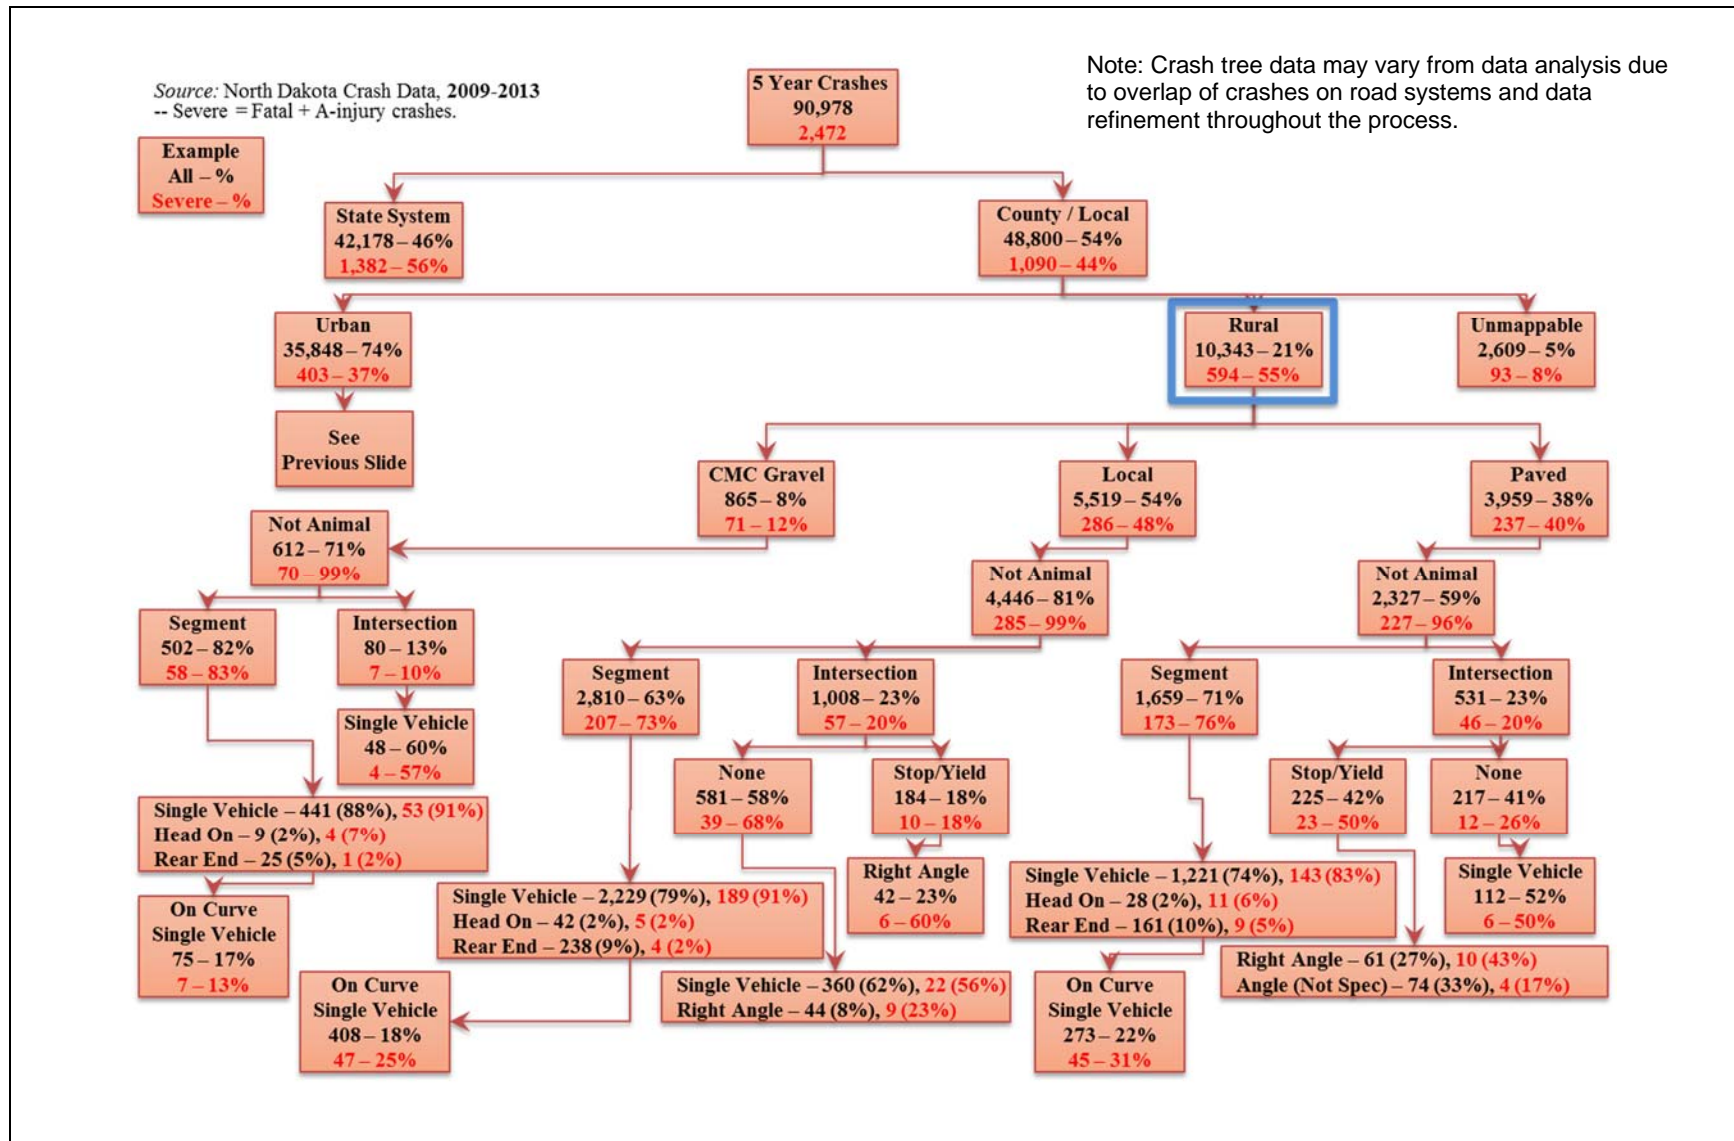 Source: North Dakota Crash Data, 2009-2013
-- Severe = Fatal + A-injury crashes.
Note: Crash tree data may vary from data analysis due
to overlap of crashes on road systems and data
refinement throughout the process.
Example
All – %
Severe – %
5 Year Crashes
90,978
2,472
State System
42,178 – 46%
1,382 – 56%
County / Local
48,800 – 54%
1,090 – 44%
Urban
35,848 – 74%
403 – 37%
Rural
10,343 – 21%
594 – 55%
Unmappable
2,609 – 5%
93 – 8%
See
Previous Slide
CMC Gravel
865 – 8%
71 – 12%
Local
5,519 – 54%
286 – 48%
Paved
3,959 – 38%
237 – 40%
Not Animal
612 – 71%
70 – 99%
Not Animal
4,446 – 81%
285 – 99%
Not Animal
2,327 – 59%
227 – 96%
Segment
502 – 82%
58 – 83%
Intersection
80 – 13%
7 – 10%
Segment
2,810 – 63%
207 – 73%
Intersection
1,008 – 23%
57 – 20%
Segment
1,659 – 71%
173 – 76%
Intersection
531 – 23%
46 – 20%
Single Vehicle
48 – 60%
4 – 57%
None
581 – 58%
39 – 68%
Stop/Yield
184 – 18%
10 – 18%
Stop/Yield
225 – 42%
23 – 50%
None
217 – 41%
12 – 26%
Single Vehicle – 441 (88%), 53 (91%)
Head On – 9 (2%), 4 (7%)
Rear End – 25 (5%), 1 (2%)
Right Angle
42 – 23%
6 – 60%
Single Vehicle – 1,221 (74%), 143 (83%)
Head On – 28 (2%), 11 (6%)
Rear End – 161 (10%), 9 (5%)
Single Vehicle
112 – 52%
6 – 50%
Single Vehicle – 2,229 (79%), 189 (91%)
Head On – 42 (2%), 5 (2%)
Rear End – 238 (9%), 4 (2%)
On Curve
Single Vehicle
75 – 17%
7 – 13%
Right Angle – 61 (27%), 10 (43%)
Angle (Not Spec) – 74 (33%), 4 (17%)
On Curve
Single Vehicle
408 – 18%
47 – 25%
Single Vehicle – 360 (62%), 22 (56%)
Right Angle – 44 (8%), 9 (23%)
On Curve
Single Vehicle
273 – 22%
45 – 31%